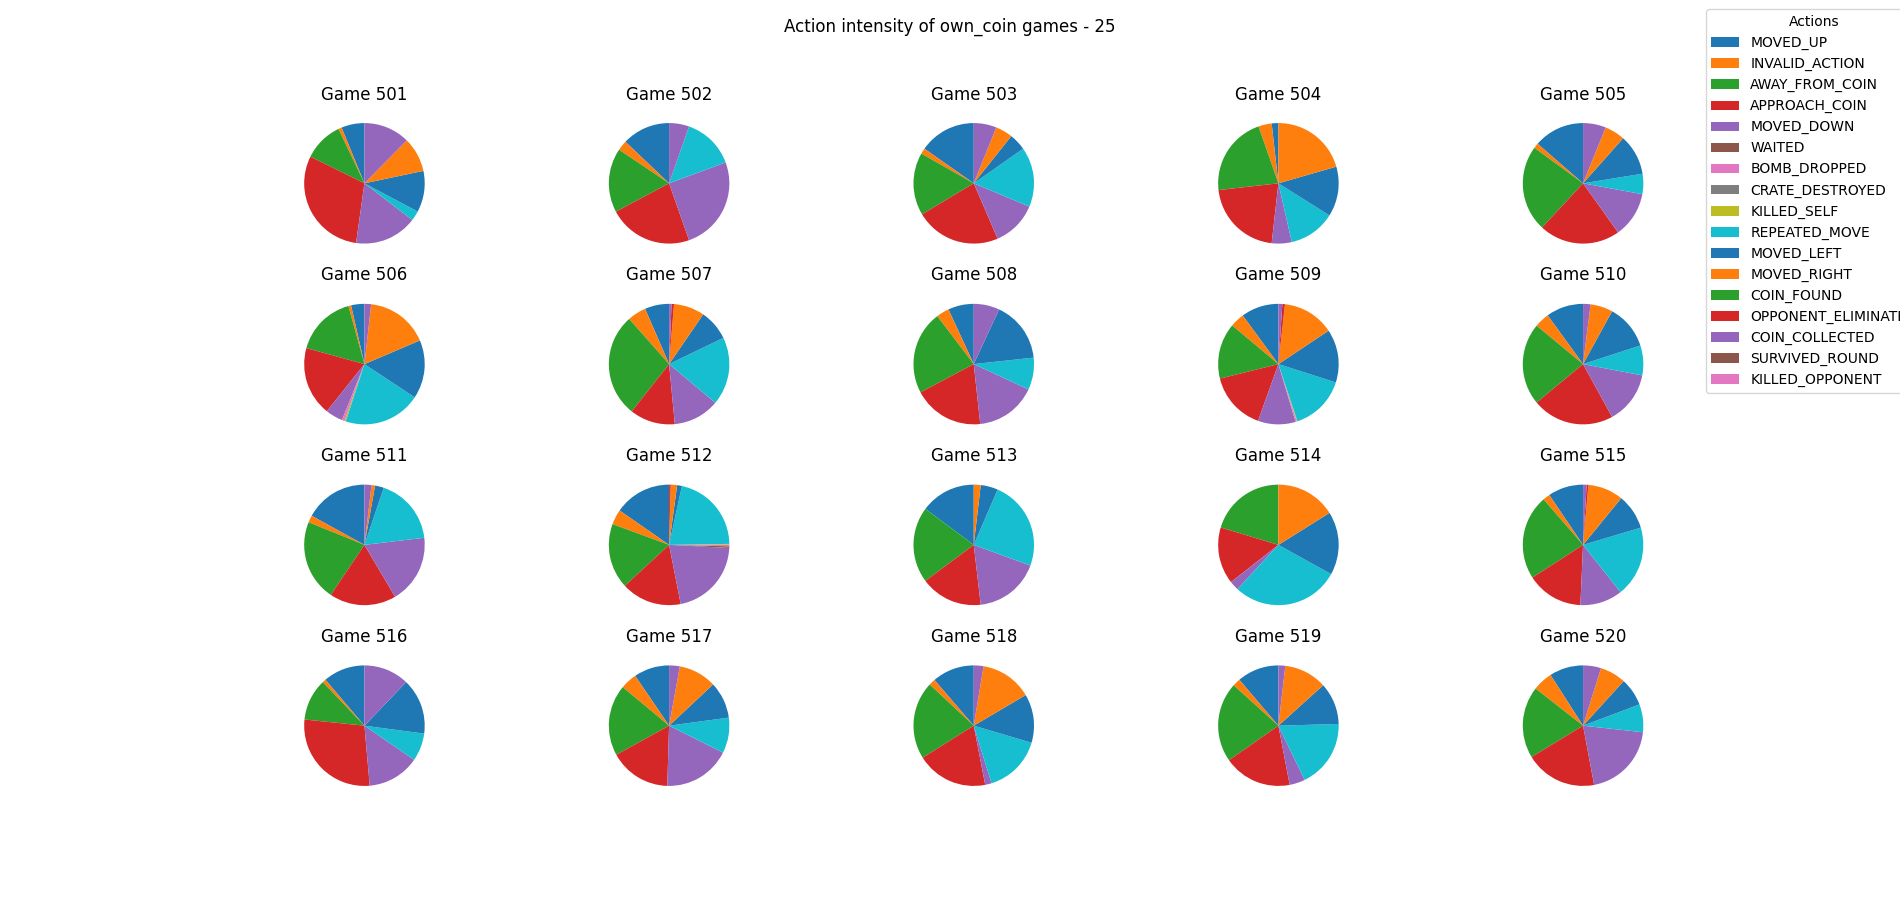 Action intensity of own_coin games - 25
Actions
MOVED_UP
INVALID_ACTION
AWAY_FROM_COIN
APPROACH_COIN
MOVED_DOWN
WAITED
BOMB_DROPPED
CRATE_DESTROYED
KILLED_SELF
REPEATED_MOVE
MOVED_LEFT
MOVED_RIGHT
COIN_FOUND
OPPONENT_ELIMINATI
COIN_COLLECTED
SURVIVED_ROUND
KILLED_OPPONENT
Game 501
Game 502
Game 503
Game 504
Game 505
Game 506
Game 507
Game 508
Game 509
Game 510
Game 511
Game 512
Game 513
Game 514
Game 515
Game 516
Game 517
Game 518
Game 519
Game 520